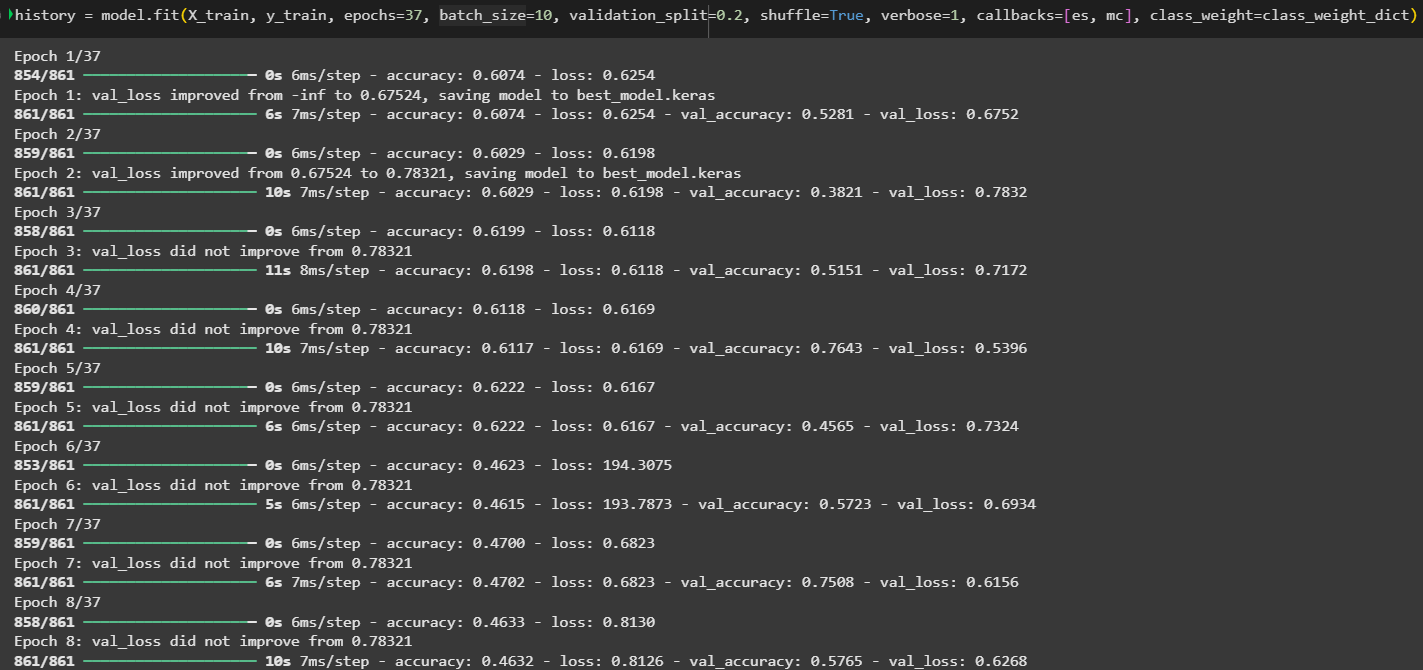 history = model.fit(X_train, y_train, epochs=37, batch_size=10, validation_split=0.2, shuffle=True, verbose=1, callbacks=[es, mc], class_weight=class_weight_dict)
Epoch 1/37
854/861 0s 6ms/step - accuracy: 0.6074 - loss: 0.6254
Epoch 1: val_loss improved from -inf to 0.67524, saving model to best_model.keras
861/861 6s 7ms/step - accuracy: 0.6074 - loss: 0.6254 - val_accuracy: 0.5281 - val_loss: 0.6752
Epoch 2/37
859/861 0s 6ms/step - accuracy: 0.6029 - loss: 0.6198
Epoch 2: val_loss improved from 0.67524 to 0.78321, saving model to best_model.keras
861/861 10s 7ms/step - accuracy: 0.6029 - loss: 0.6198 - val_accuracy: 0.3821 - val_loss: 0.7832
Epoch 3/37
858/861 0s 6ms/step - accuracy: 0.6199 - loss: 0.6118
Epoch 3: val_loss did not improve from 0.78321
861/861 11s 8ms/step - accuracy: 0.6198 - loss: 0.6118 - val_accuracy: 0.5151 - val_loss: 0.7172
Epoch 4/37
860/861 0s 6ms/step - accuracy: 0.6118 - loss: 0.6169
Epoch 4: val_loss did not improve from 0.78321
861/861 10s 7ms/step - accuracy: 0.6117 - loss: 0.6169 - val_accuracy: 0.7643 - val_loss: 0.5396
Epoch 5/37
859/861 0s 6ms/step - accuracy: 0.6222 - loss: 0.6167
Epoch 5: val_loss did not improve from 0.78321
861/861 6s 6ms/step - accuracy: 0.6222 - loss: 0.6167 - val_accuracy: 0.4565 - val_loss: 0.7324
Epoch 6/37
853/861 0s 6ms/step - accuracy: 0.4623 - loss: 194.3075
Epoch 6: val_loss did not improve from 0.78321
861/861 5s 6ms/step - accuracy: 0.4615 - loss: 193.7873 - val_accuracy: 0.5723 - val_loss: 0.6934
Epoch 7/37
859/861 0s 6ms/step - accuracy: 0.4700 - loss: 0.6823
Epoch 7: val_loss did not improve from 0.78321
861/861 6s 7ms/step - accuracy: 0.4702 - loss: 0.6823 - val_accuracy: 0.7508 - val_loss: 0.6156
Epoch 8/37
858/861 0s 6ms/step - accuracy: 0.4633 - loss: 0.8130
Epoch 8: val_loss did not improve from 0.78321
861/861 10s 7ms/step - accuracy: 0.4632 - loss: 0.8126 - val_accuracy: 0.5765 - val_loss: 0.6268